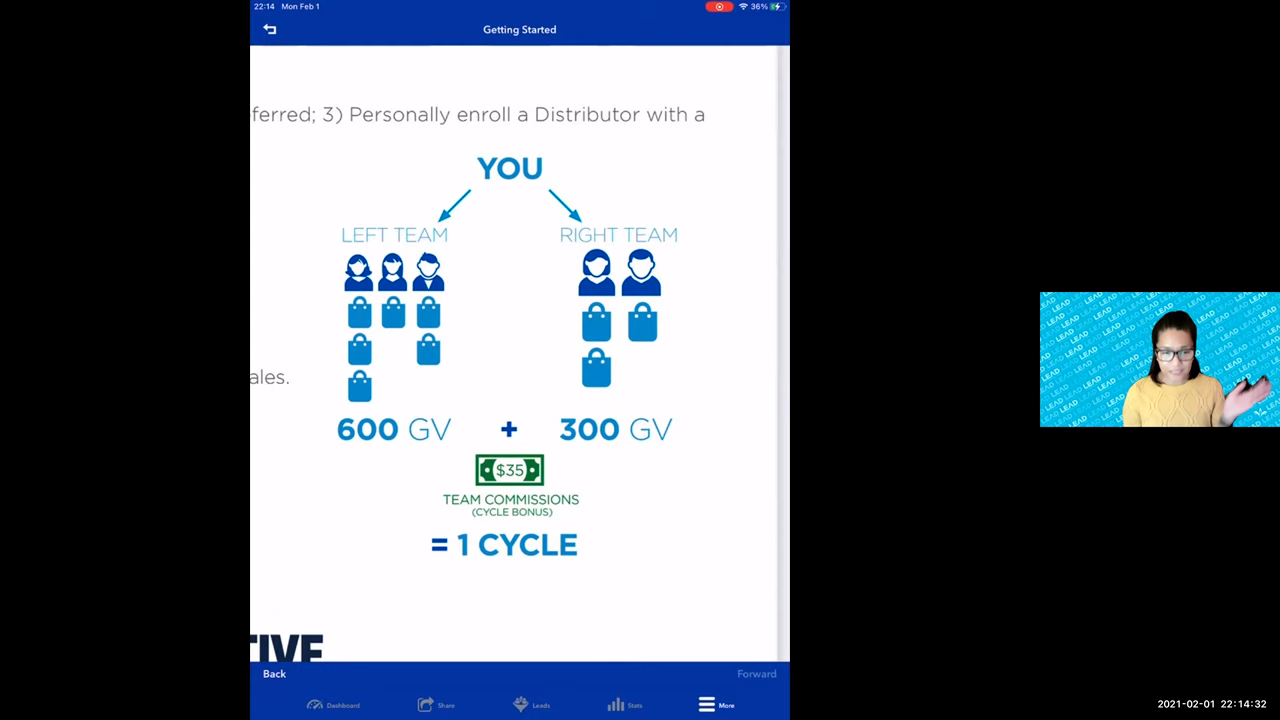 22:14 Mon Feb 1
36%
Getting Started
ferred; 3) Personally enroll a Distributor with a
YOU
LEFT TEAM
RIGHT TEAM
ales.
600 GV + 300 GV
$35
TEAM COMMISSIONS
(CYCLE BONUS)
= 1 CYCLE
TIVE
Back
Forward
Dashboard
Share
Leads
Stats
More
LEAD
2021-02-01 22:14:32